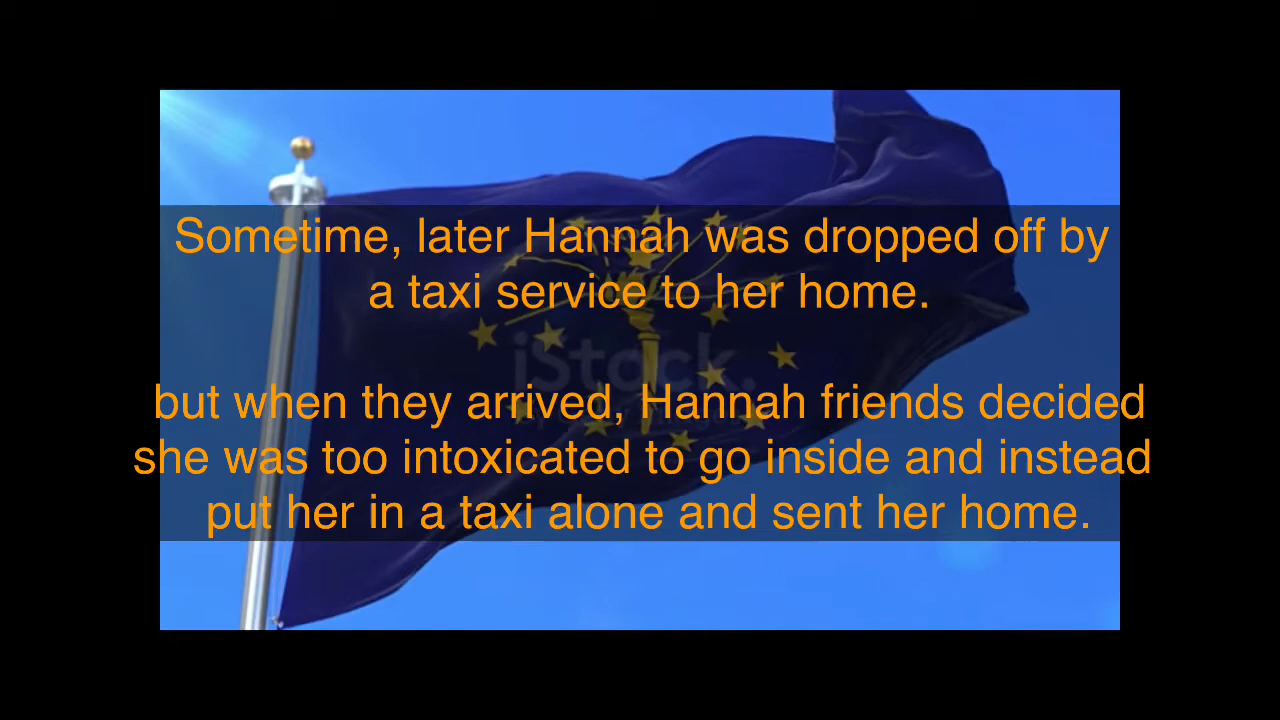 Sometime, later Hannah was dropped off by
a taxi service to her home.
iStock.
but when they arrived, Hannah friends decided
she was too intoxicated to go inside and instead
put her in a taxi alone and sent her home.